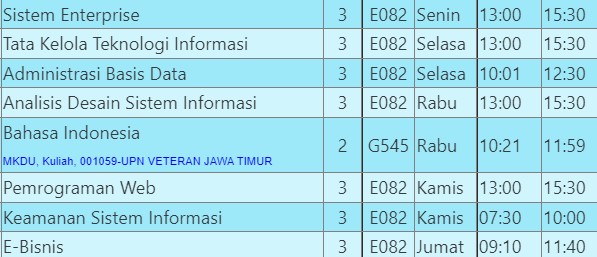 Sistem Enterprise 3 E082 Senin 13:00 15:30
Tata Kelola Teknologi Informasi 3 E082 Selasa 13:00 15:30
Administrasi Basis Data 3 E082 Selasa 10:01 12:30
Analisis Desain Sistem Informasi 3 E082 Rabu 13:00 15:30
Bahasa Indonesia
MKDU, Kuliah, 001059-UPN VETERAN JAWA TIMUR 2 G545 Rabu 10:21 11:59
Pemrograman Web 3 E082 Kamis 13:00 15:30
Keamanan Sistem Informasi 3 E082 Kamis 07:30 10:00
E-Bisnis 3 E082 Jumat 09:10 11:40